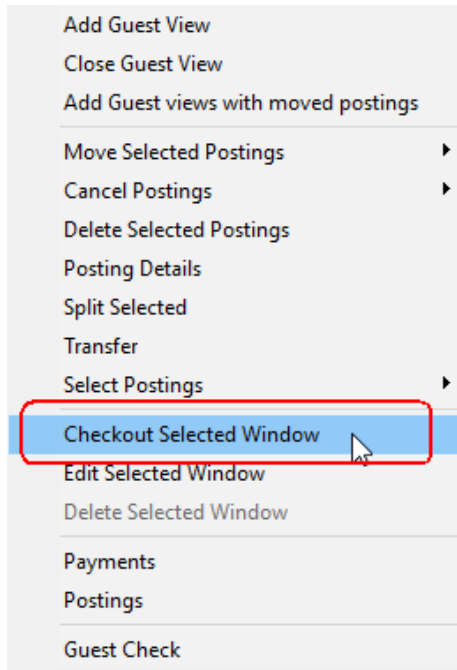 Add Guest View
Close Guest View
Add Guest views with moved postings
Move Selected Postings
Cancel Postings
Delete Selected Postings
Posting Details
Split Selected
Transfer
Select Postings
Checkout Selected Window
Edit Selected Window
Delete Selected Window
Payments
Postings
Guest Check